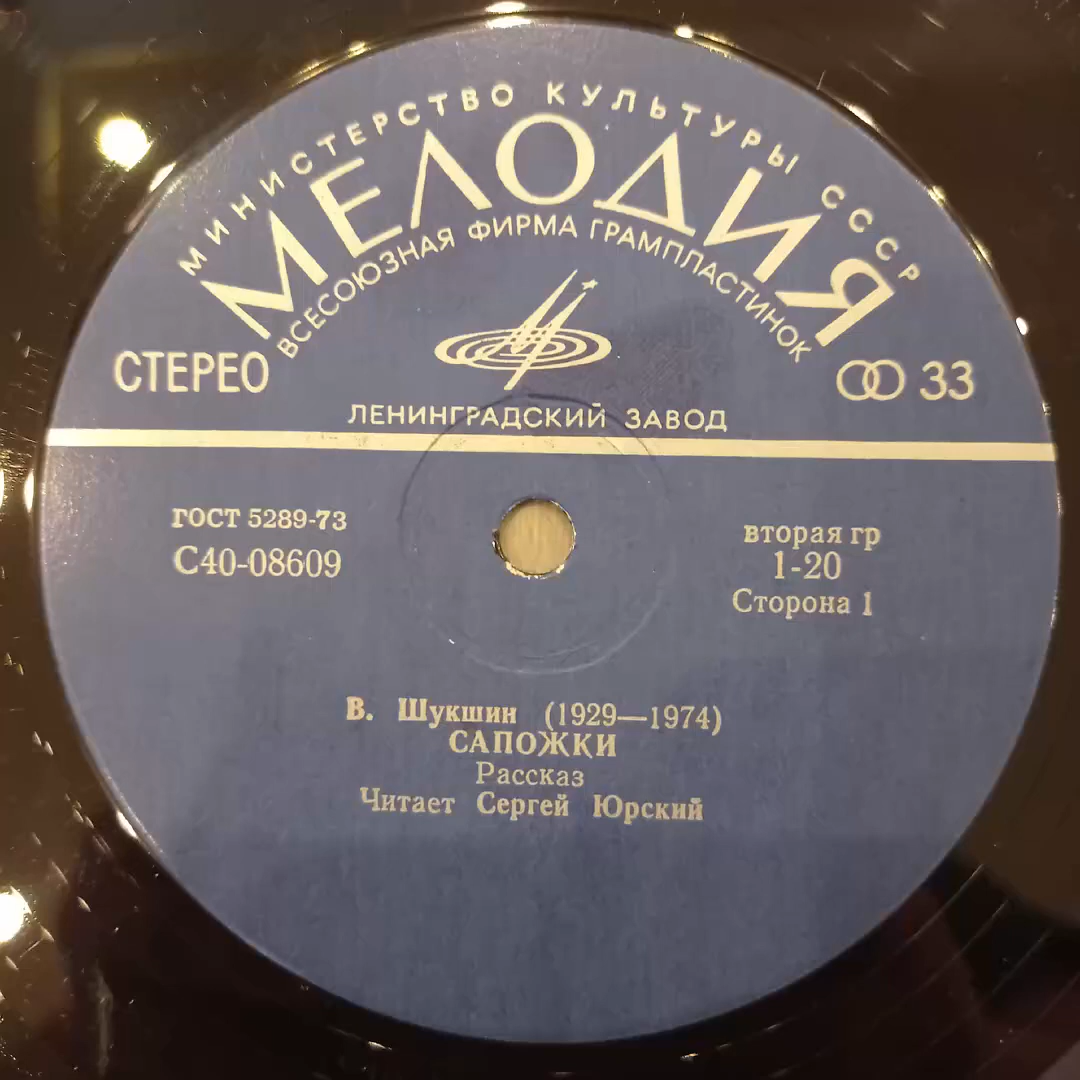 МИНИСТЕРСТВО КУЛЬТУРЫ СССР
МЕЛОДИЯ
ВСЕСОЮЗНАЯ ФИРМА ГРАМПЛАСТИНОК
СТЕРЕО
33
ЛЕНИНГРАДСКИЙ ЗАВОД
ГОСТ 5289-73
С40-08609
вторая гр
1-20
Сторона 1
В. Шукшин (1929—1974)
САПОЖКИ
Рассказ
Читает Сергей Юрский